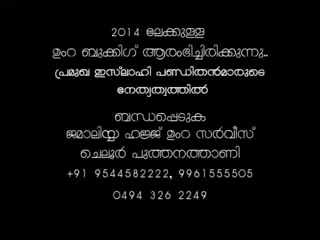 2014 ലേക്കുള്ള
ഉംറ ബുക്കിഗ് ആരംഭിച്ചിരിക്കുന്നു...
പ്രമുഖ ഇസ്ലാഹി പണ്ഡിതൻമാരുടെ
നേതൃത്വത്തിൽ
ബന്ധപ്പെടുക
ജമാലിയ്യ ഹജ്ജ് ഉംറ സർവീസ്
ചെലൂർ പുത്തനത്താണി
+91 9544582222, 9961555505
0494 326 2249